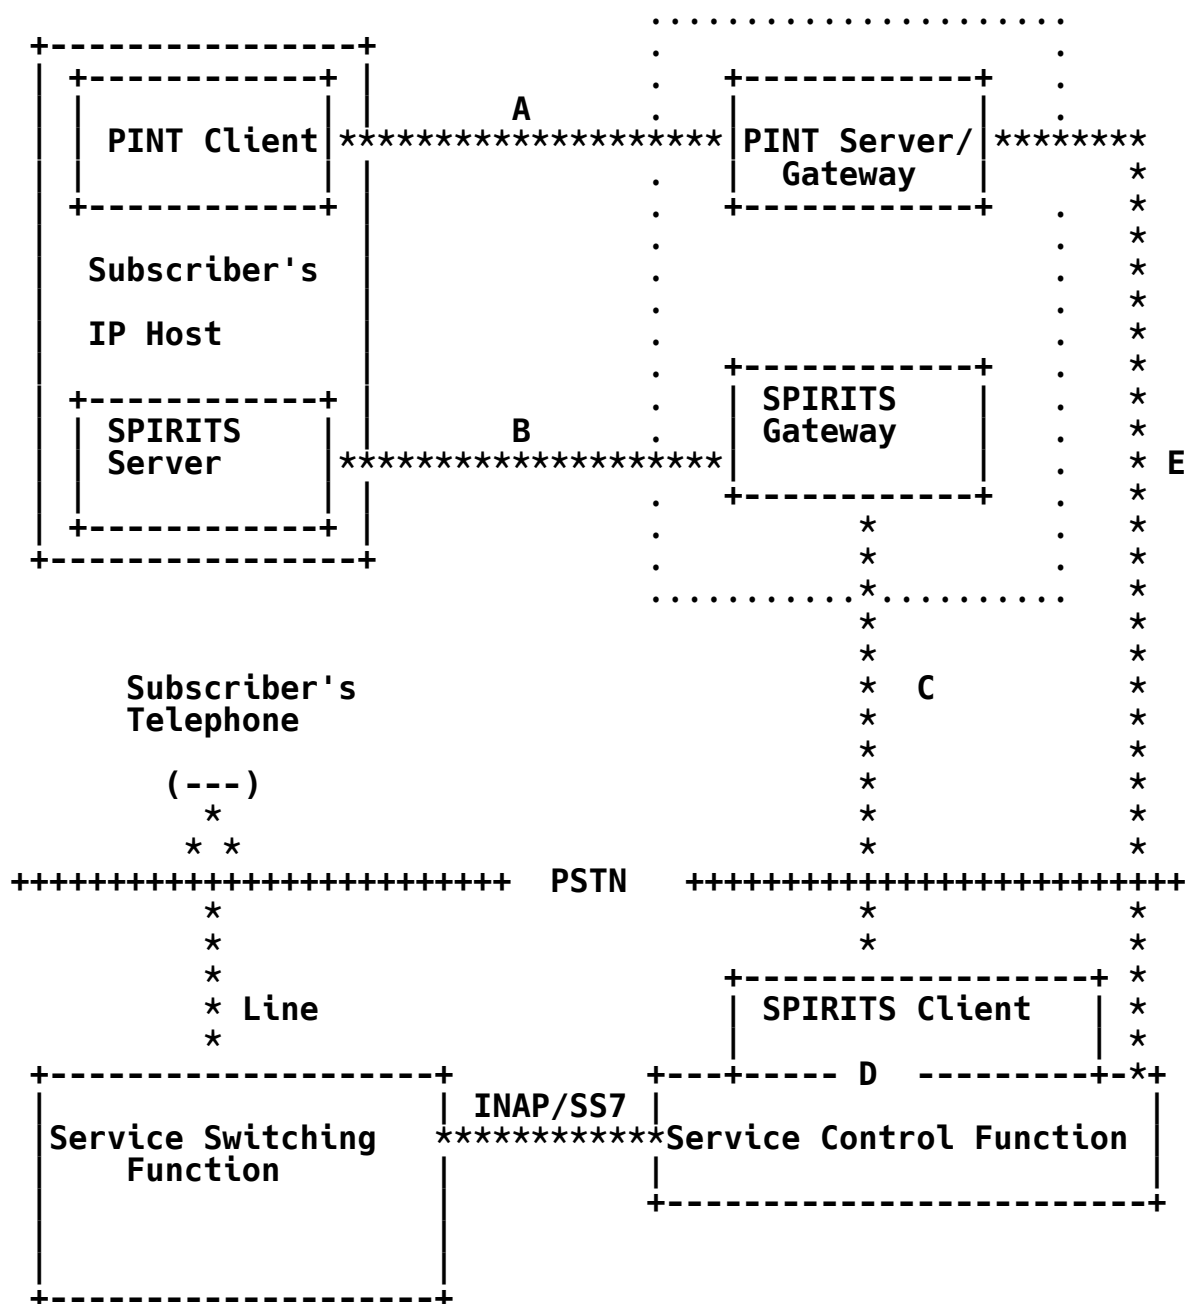 A
PINT Client
PINT Server/
Gateway
Subscriber's
IP Host
SPIRITS
Server
B
SPIRITS
Gateway
E
C
Subscriber's
Telephone
(---)
PSTN
Line
SPIRITS Client
D
INAP/SS7
Service Switching
Function
Service Control Function